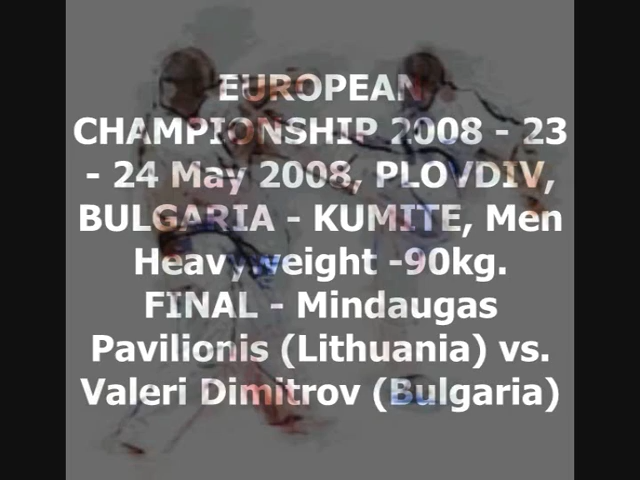 EUROPEAN
CHAMPIONSHIP 2008 - 23
- 24 May 2008, PLOVDIV,
BULGARIA - KUMITE, Men
Heavyweight -90kg.
FINAL - Mindaugas
Pavilionis (Lithuania) vs.
Valeri Dimitrov (Bulgaria)